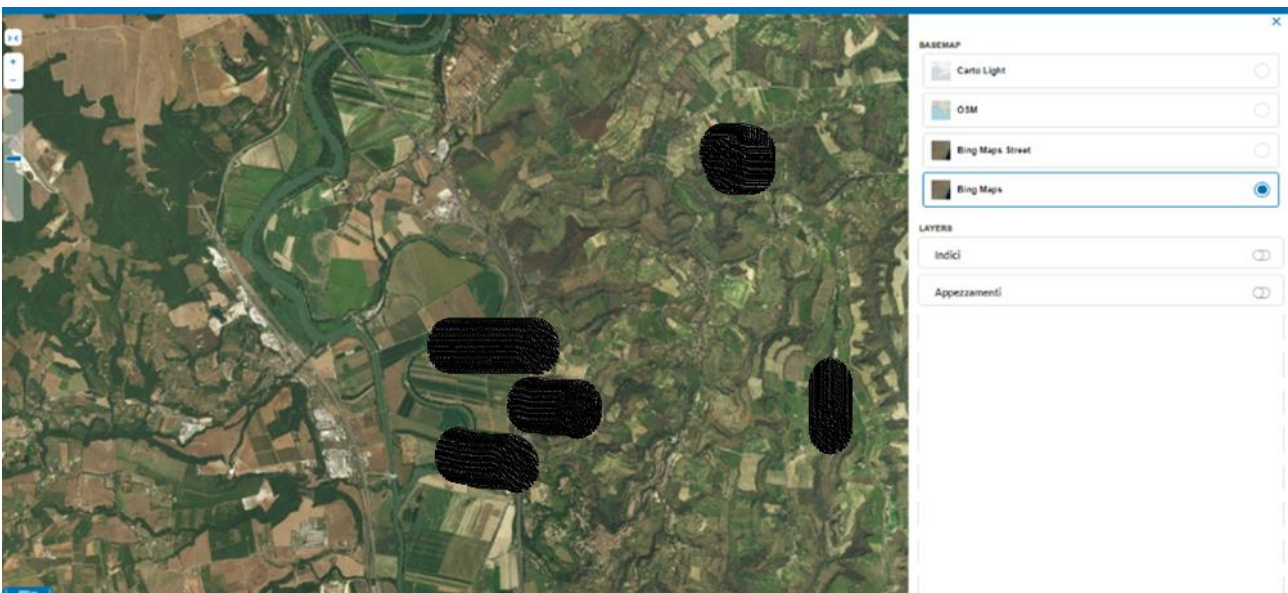 BASEMAP
Carto Light
OSM
Bing Maps Street
Bing Maps
LAYERS
Indici
Appezzamenti